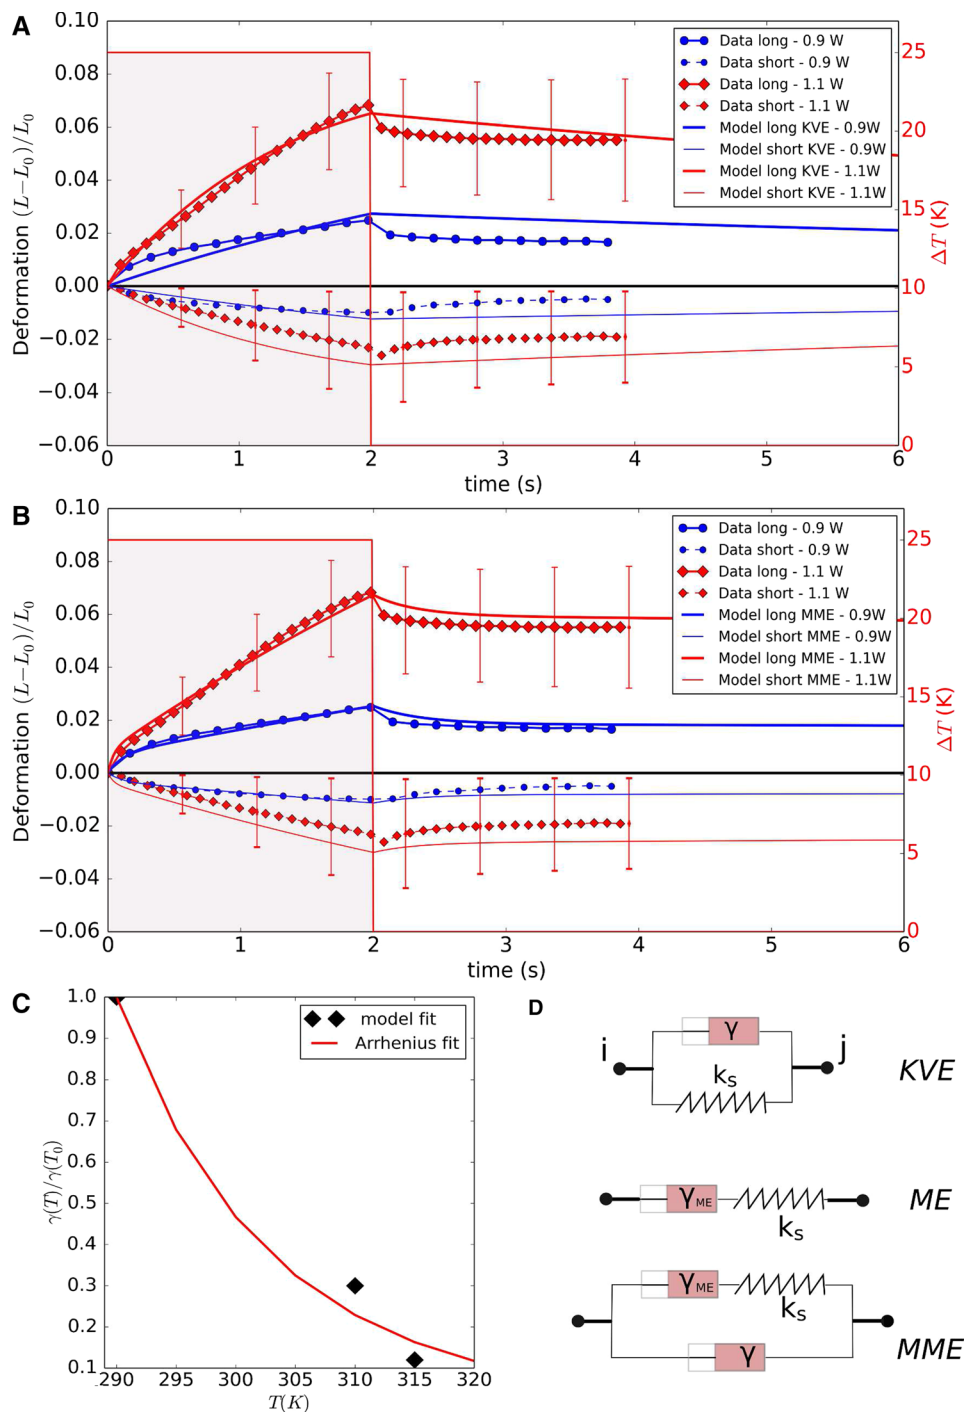 A
Deformation (L−L₀)/L₀
0.10
0.08
0.06
0.04
0.02
0.00
−0.02
−0.04
−0.06
0
1
2
3
4
5
6
time (s)
25
20
15
10
5
0
ΔT (K)
Data long - 0.9 W
Data short - 0.9 W
Data long - 1.1 W
Data short - 1.1 W
Model long KVE - 0.9W
Model short KVE - 0.9W
Model long KVE - 1.1W
Model short KVE - 1.1W
B
Deformation (L−L₀)/L₀
0.10
0.08
0.06
0.04
0.02
0.00
−0.02
−0.04
−0.06
0
1
2
3
4
5
6
time (s)
25
20
15
10
5
0
ΔT (K)
Data long - 0.9 W
Data short - 0.9 W
Data long - 1.1 W
Data short - 1.1 W
Model long MME - 0.9W
Model short MME - 0.9W
Model long MME - 1.1W
Model short MME - 1.1W
C
γ(T)/γ(T₀)
1.0
0.9
0.8
0.7
0.6
0.5
0.4
0.3
0.2
0.1
290
295
300
305
310
315
320
T(K)
model fit
Arrhenius fit
D
i
γ
j
kₛ
KVE
γME
kₛ
ME
γME
kₛ
γ
MME